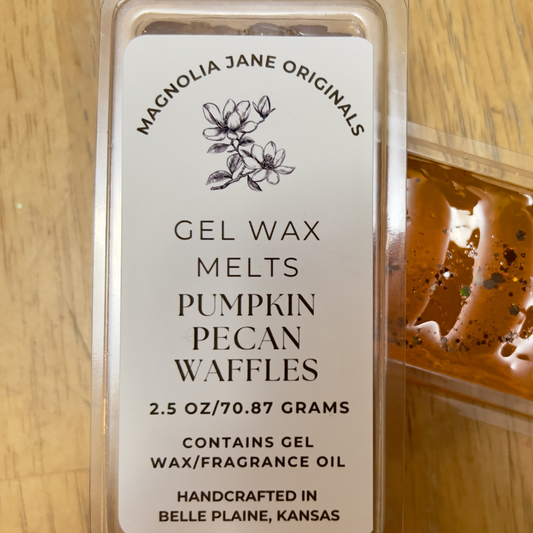 MAGNOLIA JANE ORIGINALS
GEL WAX
MELTS
PUMPKIN
PECAN
WAFFLES
2.5 OZ/70.87 GRAMS
CONTAINS GEL
WAX/FRAGRANCE OIL
HANDCRAFTED IN
BELLE PLAINE, KANSAS